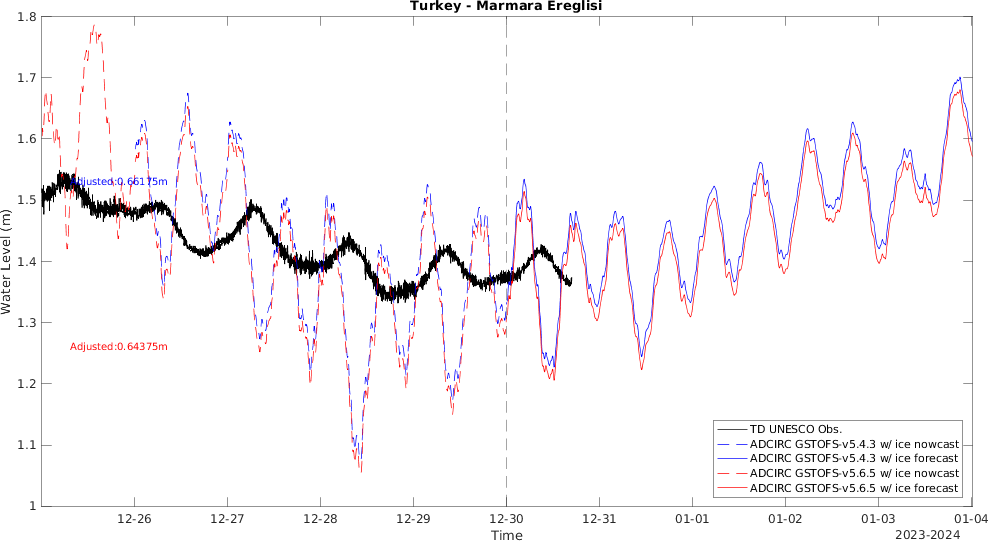 Turkey - Marmara Ereglisi
Water Level (m)
1.8
1.7
1.6
1.5
1.4
1.3
1.2
1.1
1
Adjusted:0.66175m
Adjusted:0.64375m
TD UNESCO Obs.
ADCIRC GSTOFS-v5.4.3 w/ ice nowcast
ADCIRC GSTOFS-v5.4.3 w/ ice forecast
ADCIRC GSTOFS-v5.6.5 w/ ice nowcast
ADCIRC GSTOFS-v5.6.5 w/ ice forecast
12-26 12-27 12-28 12-29 12-30 12-31 01-01 01-02 01-03 01-04
Time
2023-2024